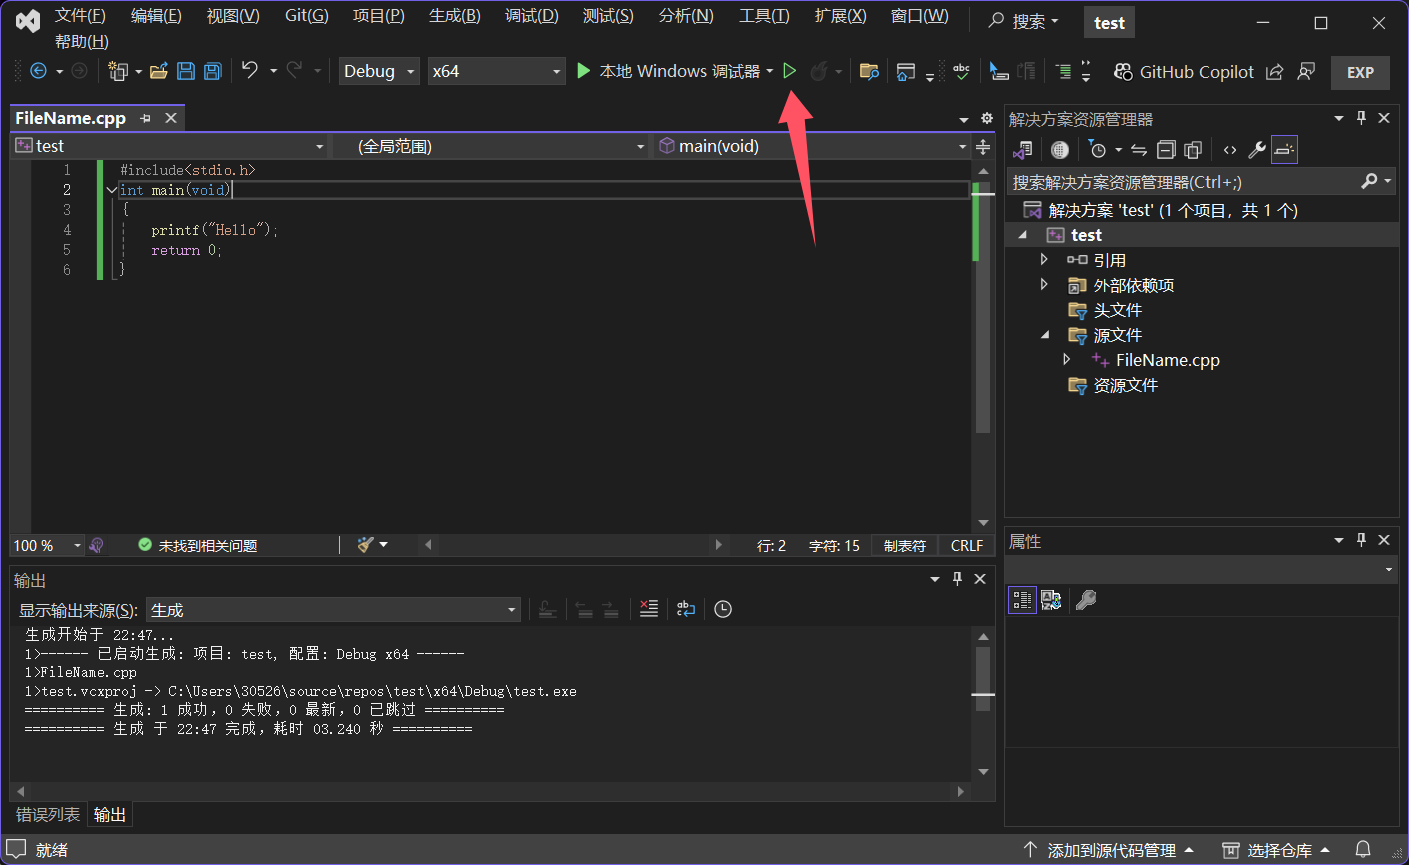 文件(F) 编辑(E) 视图(V) Git(G) 项目(P) 生成(B) 调试(D) 测试(S) 分析(N) 工具(T) 扩展(X) 窗口(W) 搜索 test
帮助(H)
Debug x64 本地 Windows 调试器 abc GitHub Copilot EXP
FileName.cpp
test (全局范围) main(void)
1 #include<stdio.h>
2 int main(void)
3 {
4 printf("Hello");
5 return 0;
6 }
100 % 未找到相关问题 行: 2 字符: 15 制表符 CRLF
输出
显示输出来源(S): 生成
生成开始于 22:47...
1>------ 已启动生成: 项目: test, 配置: Debug x64 ------
1>FileName.cpp
1>test.vcxproj -> C:\Users\30526\source\repos\test\x64\Debug\test.exe
========== 生成: 1 成功，0 失败，0 最新，0 已跳过 ==========
========== 生成 于 22:47 完成，耗时 03.240 秒 ==========
错误列表 输出
解决方案资源管理器
搜索解决方案资源管理器(Ctrl+;)
解决方案 'test' (1 个项目，共 1 个)
test
引用
外部依赖项
头文件
源文件
FileName.cpp
资源文件
属性
就绪 添加到源代码管理 选择仓库